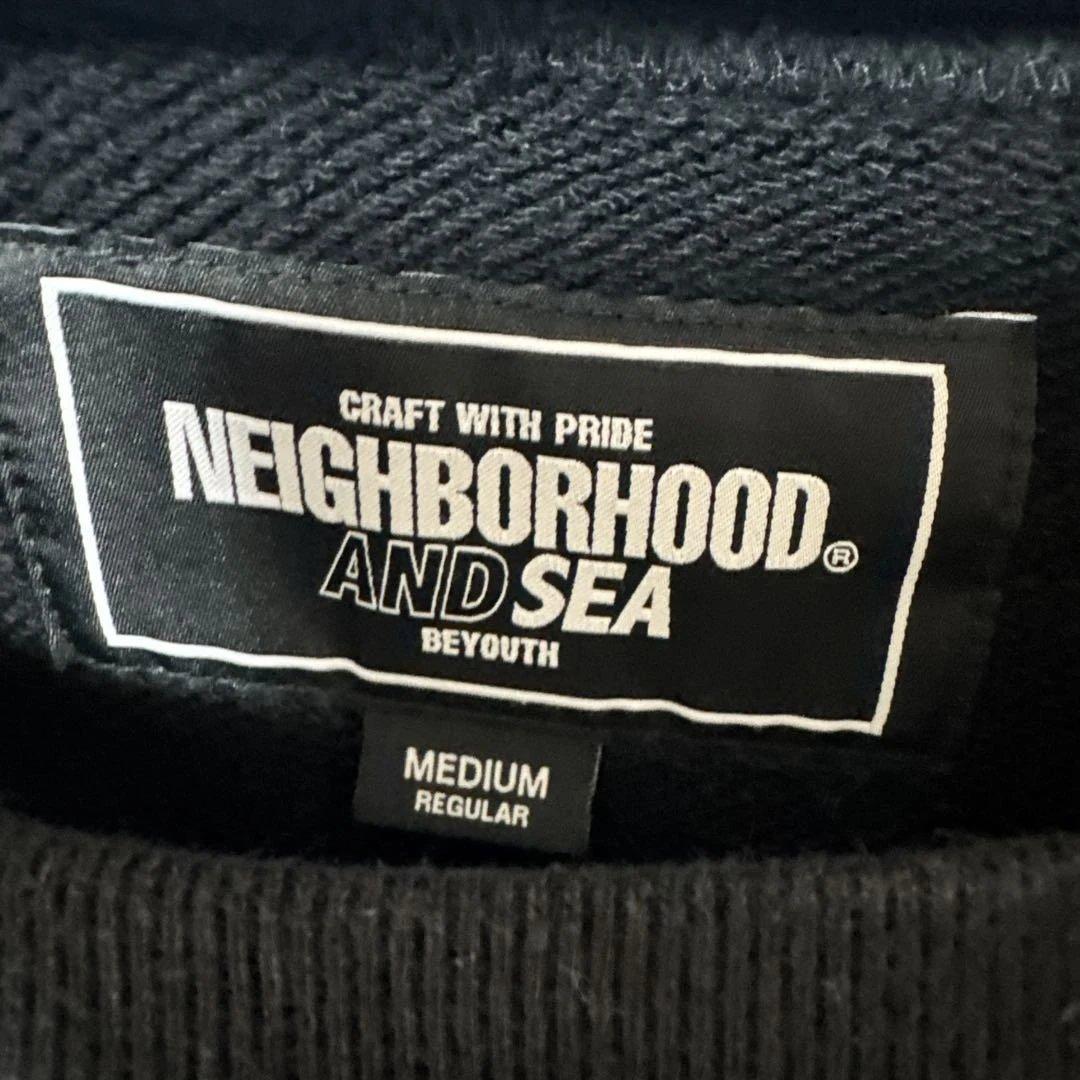 CRAFT WITH PRIDE
NEIGHBORHOOD®
AND SEA
BEYOUTH
MEDIUM
REGULAR